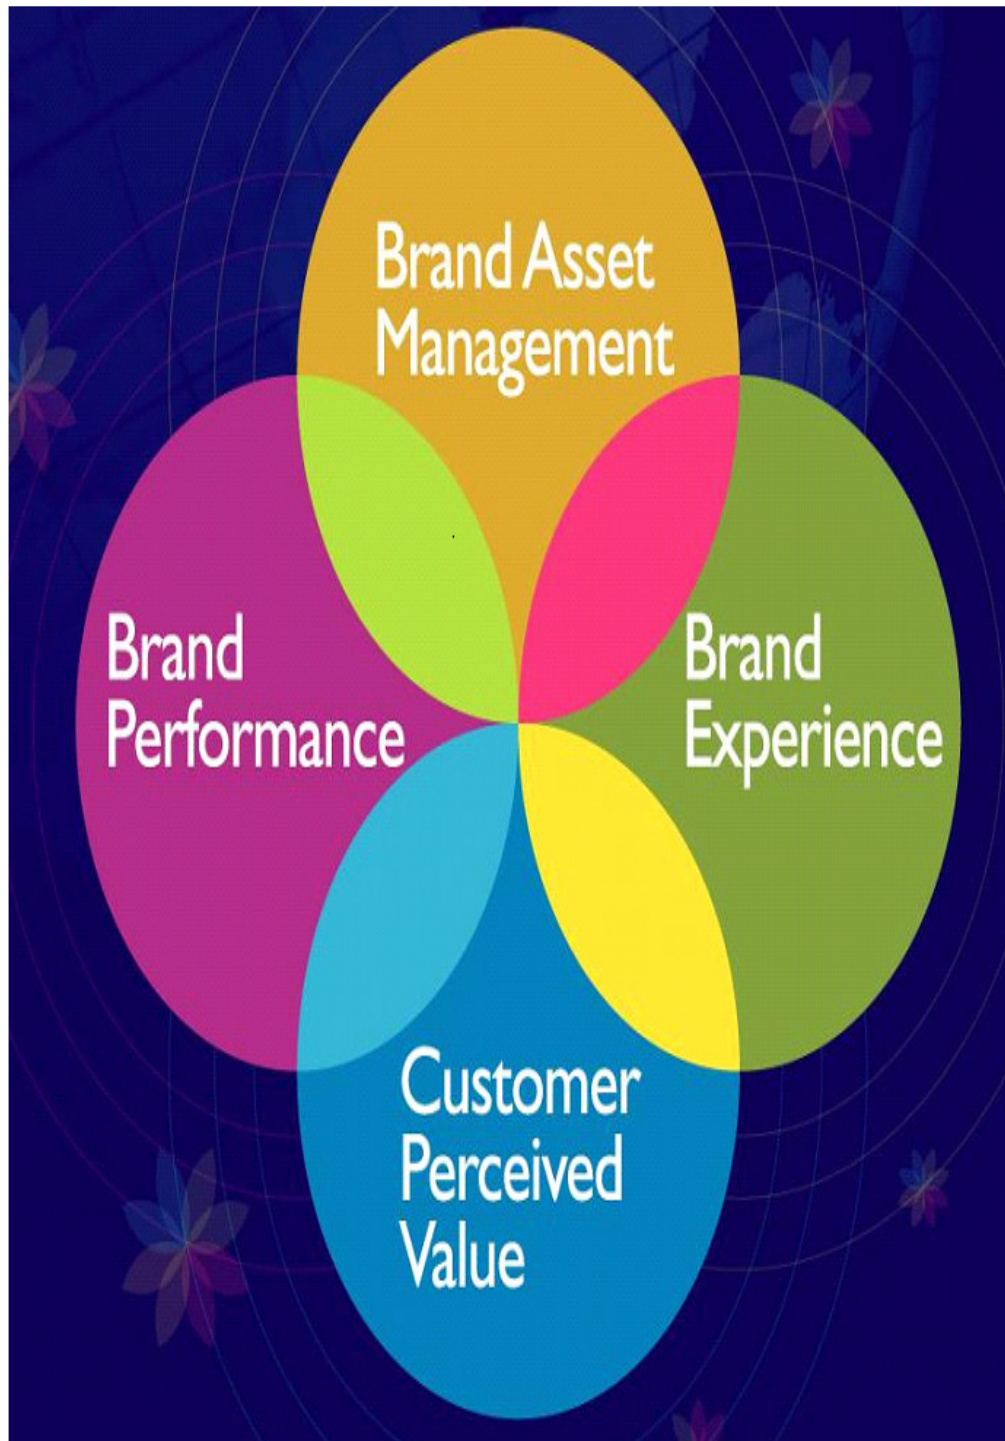 Brand Asset
Management
Brand
Performance
Brand
Experience
Customer
Perceived
Value